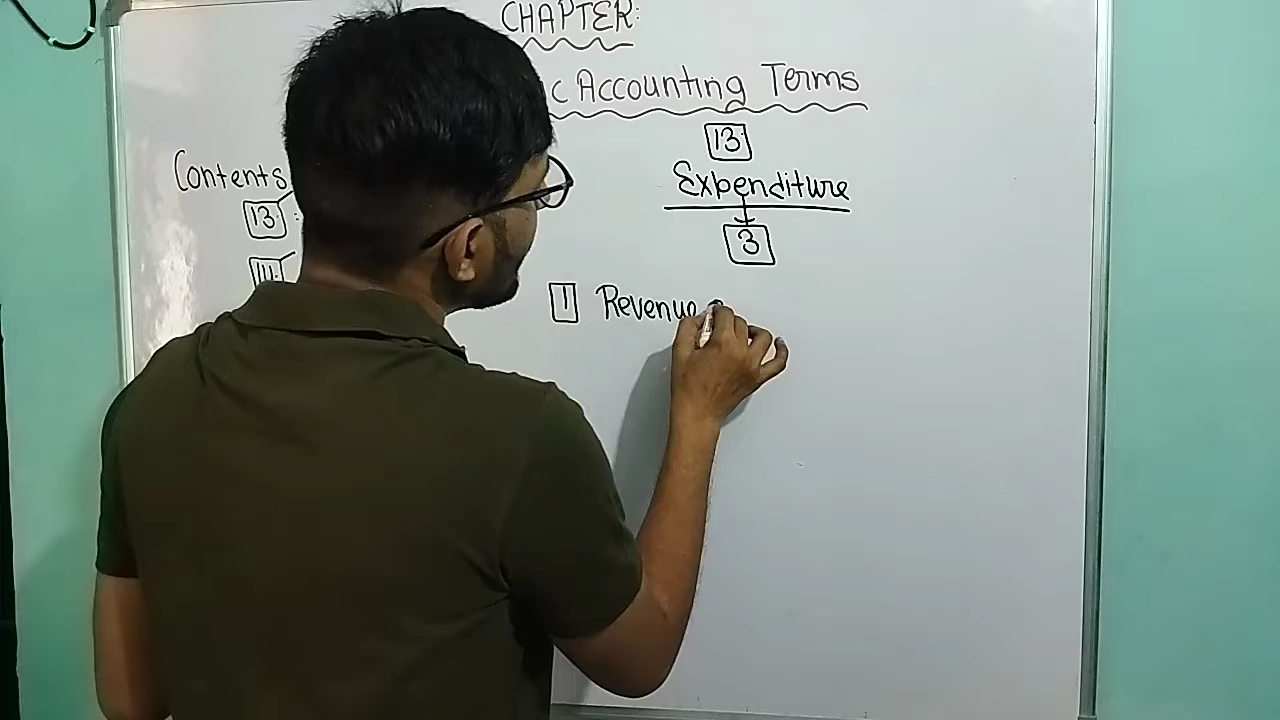 CHAPTER:
Accounting Terms
Contents
13 :
13.
Expenditure
3
1 Revenue